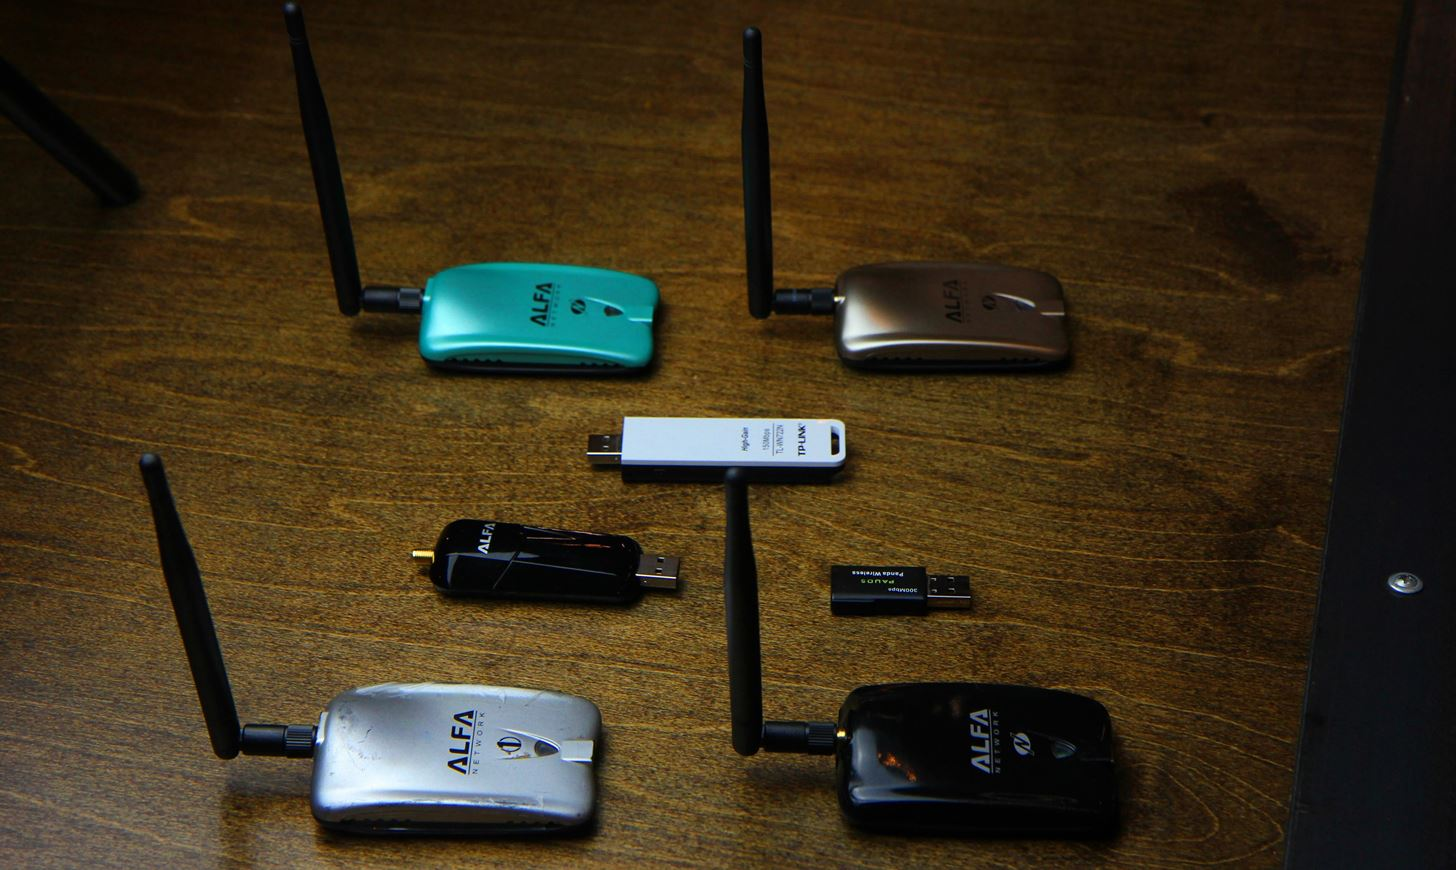 ALFA
NETWORK
ALFA
NETWORK
High-Gain
150Mbps
TL-WN722N
TP-LINK
ALFA
300Mbps
PAU05
Panda Wireless
ALFA
NETWORK
ALFA
NETWORK